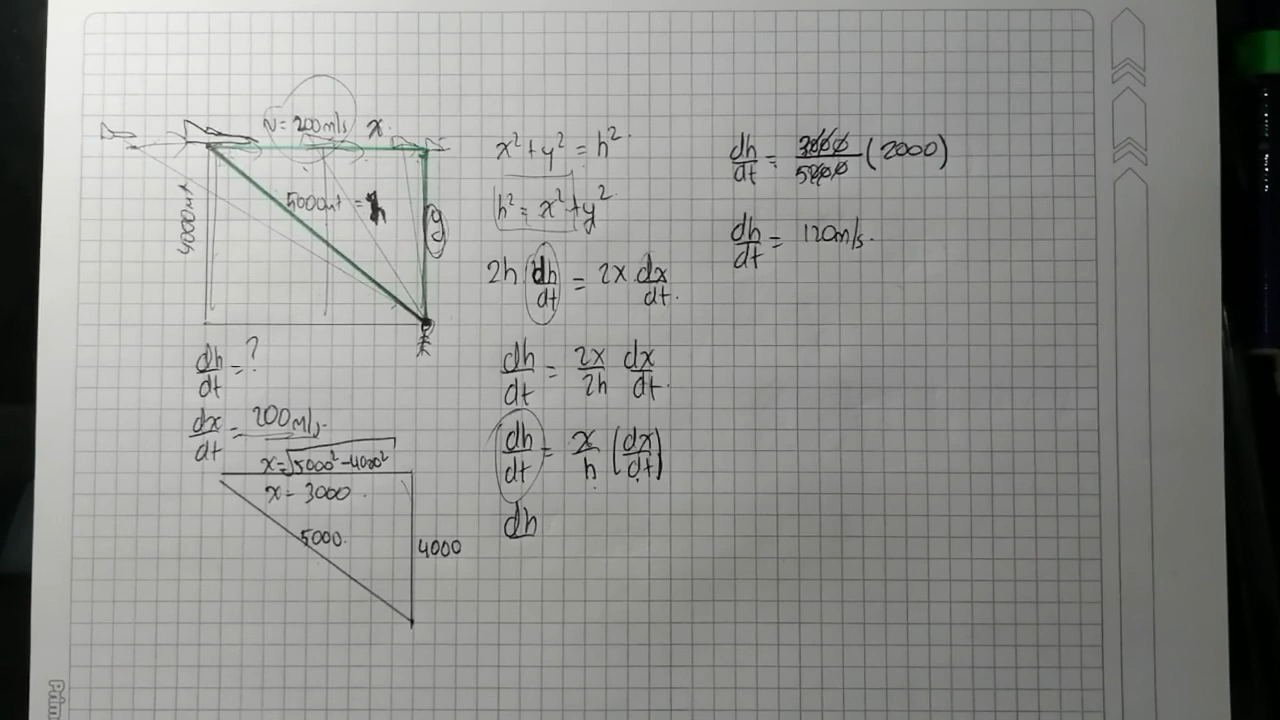 v = 200m/s x
4000mt
5000mt = h
y
dh/dt = ?
dx/dt = 200m/s
x = √5000² - 4000²
x = 3000
5000
4000
x² + y² = h²
h² = x² + y²
2h dh/dt = 2x dx/dt
dh/dt = 2x/2h dx/dt
dh/dt = x/h (dx/dt)
dh
dh/dt = 3000/5000 (2000)
dh/dt = 120m/s.